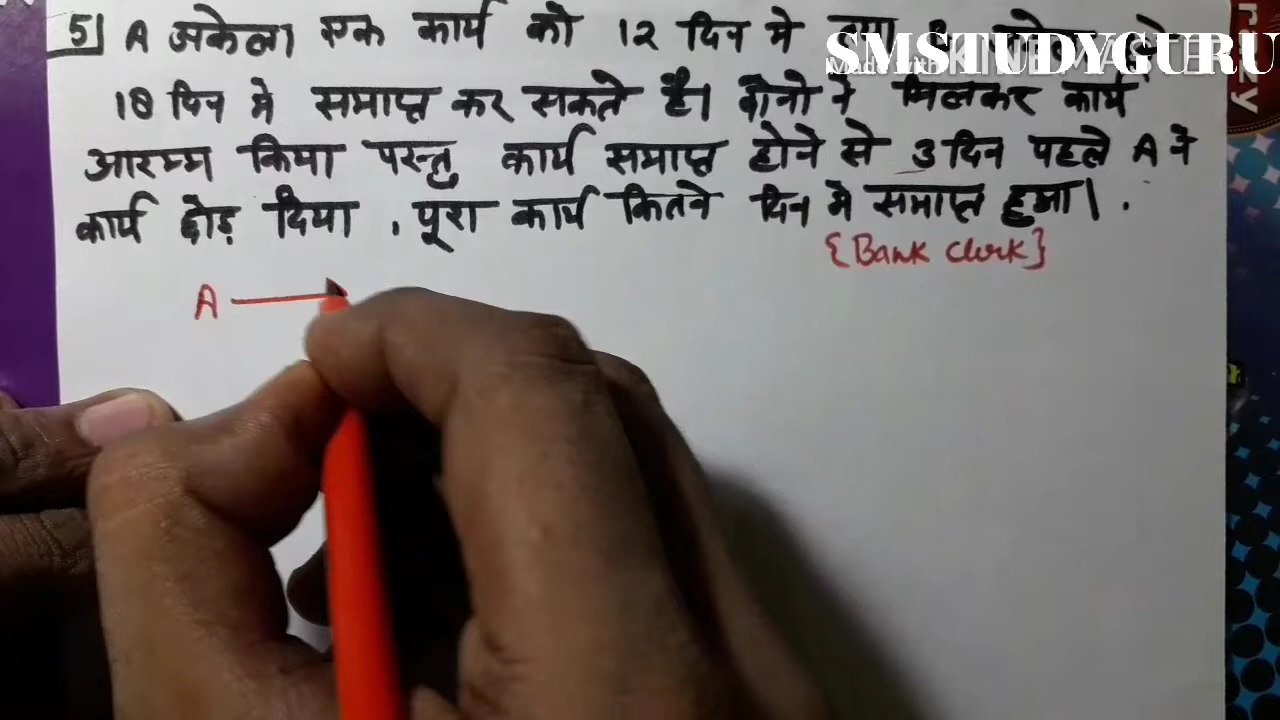 5] A अकेला एक कार्य को 12 दिन मे
SMSTUDYGURU
18 दिन मे समाप्त कर सकते है। दोनो ने मिलकर कार्य
आरम्भ किया परन्तु कार्य समाप्त होने से 3 दिन पहले A ने
कार्य छोड़ दिया , पूरा कार्य कितने दिन मे समाप्त हुआ।
{Bank clerk}
A